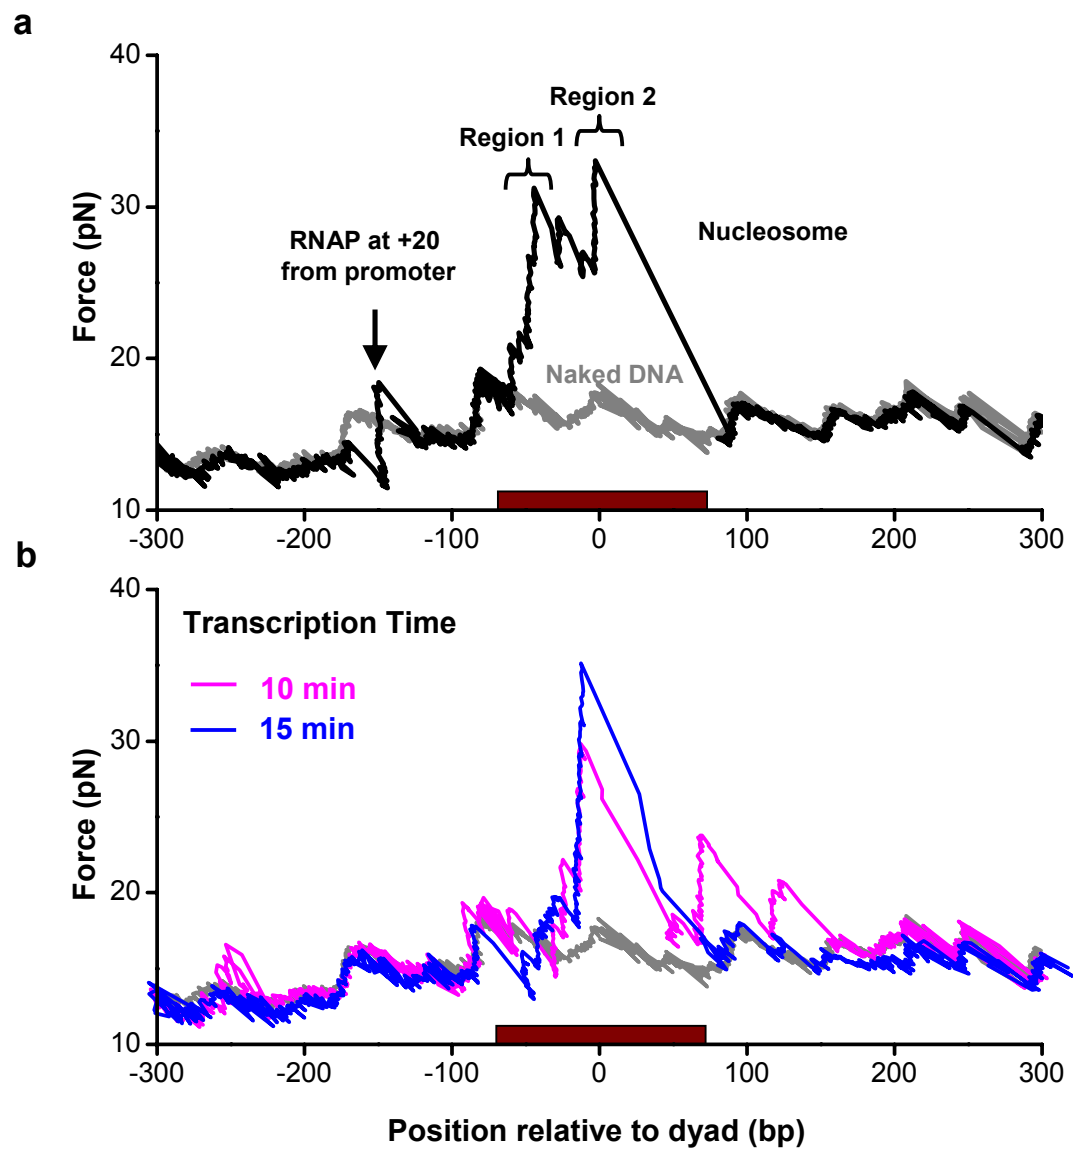 a
40
30
20
10
Force (pN)
Region 2
Region 1
RNAP at +20
from promoter
Nucleosome
Naked DNA
-300
-200
-100
0
100
200
300
b
40
30
20
10
Force (pN)
Transcription Time
10 min
15 min
-300
-200
-100
0
100
200
300
Position relative to dyad (bp)